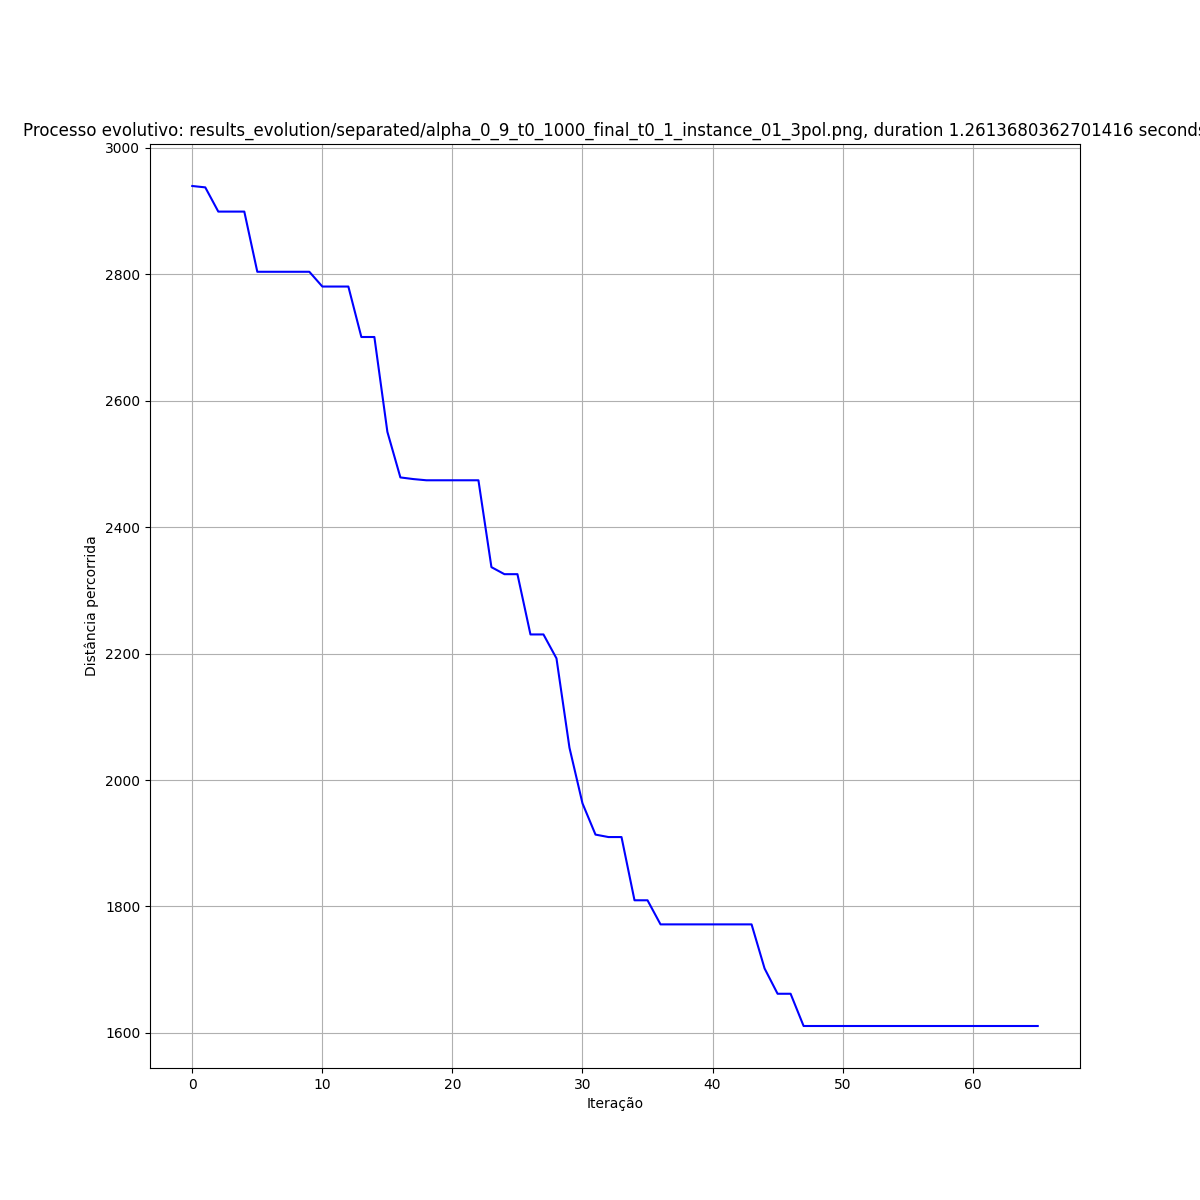 Processo evolutivo: results_evolution/separated/alpha_0_9_t0_1000_final_t0_1_instance_01_3pol.png, duration 1.2613680362701416 seconds
3000
2800
2600
2400
2200
2000
1800
1600
Distância percorrida
0 10 20 30 40 50 60
Iteração